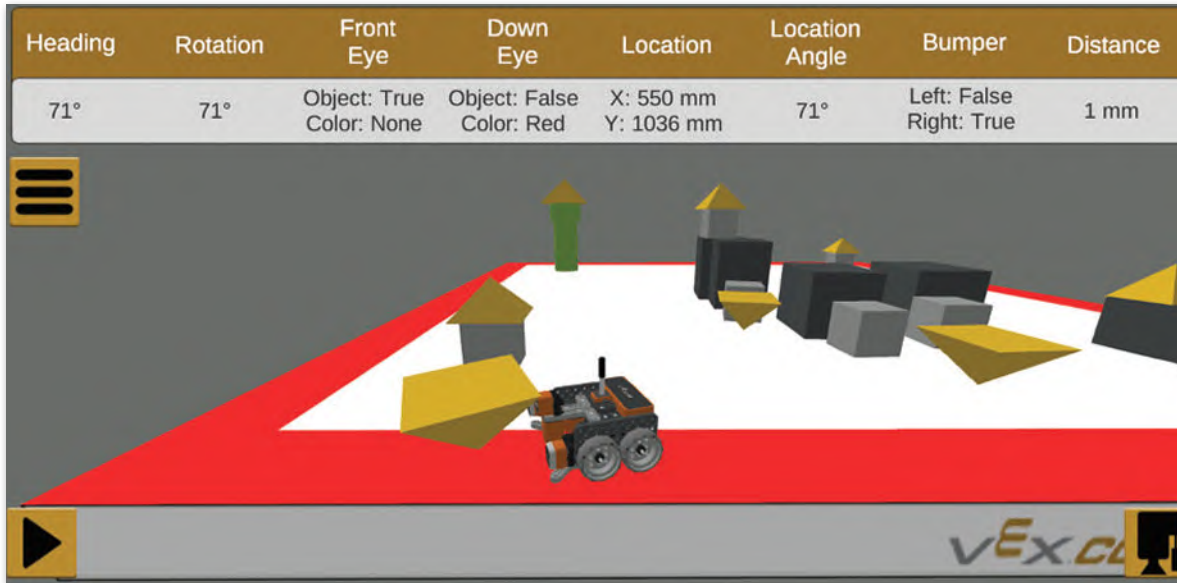 Heading Rotation Front Eye Down Eye Location Location Angle Bumper Distance
71° 71° Object: True Color: None Object: False Color: Red X: 550 mm Y: 1036 mm 71° Left: False Right: True 1 mm